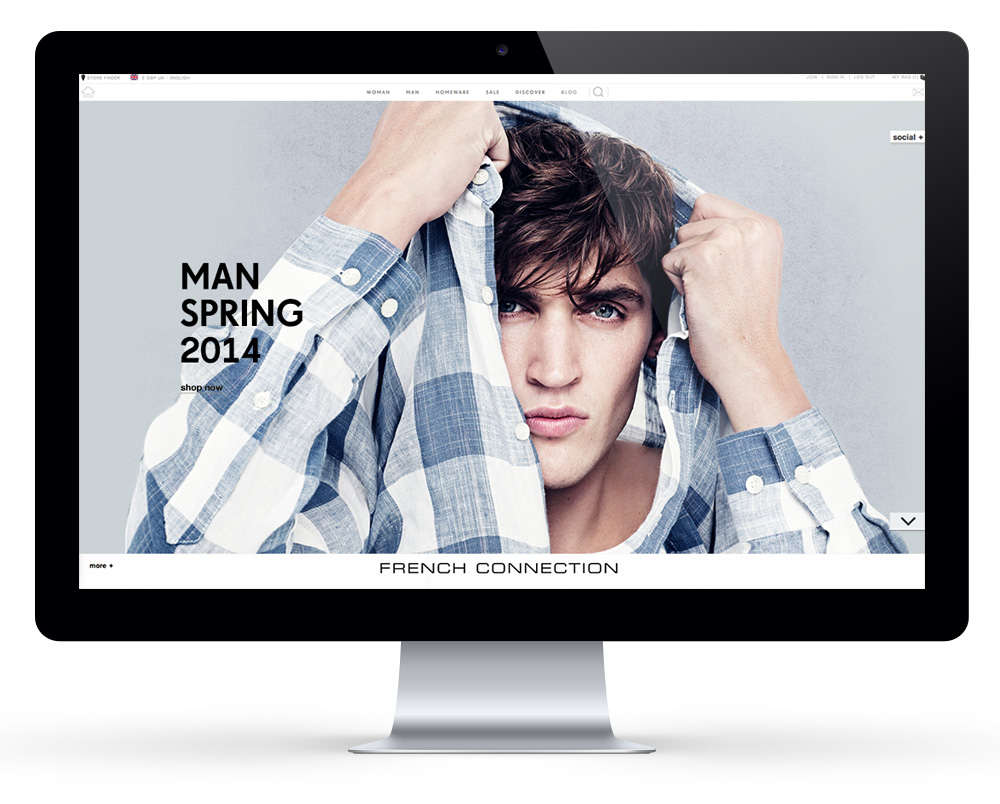 STORE FINDER £ GBP UK - ENGLISH JOIN | SIGN IN | LOG OUT MY BAG
WOMAN MAN HOMEWARE SALE DISCOVER BLOG
social +
MAN
SPRING
2014
shop now
more +
FRENCH CONNECTION